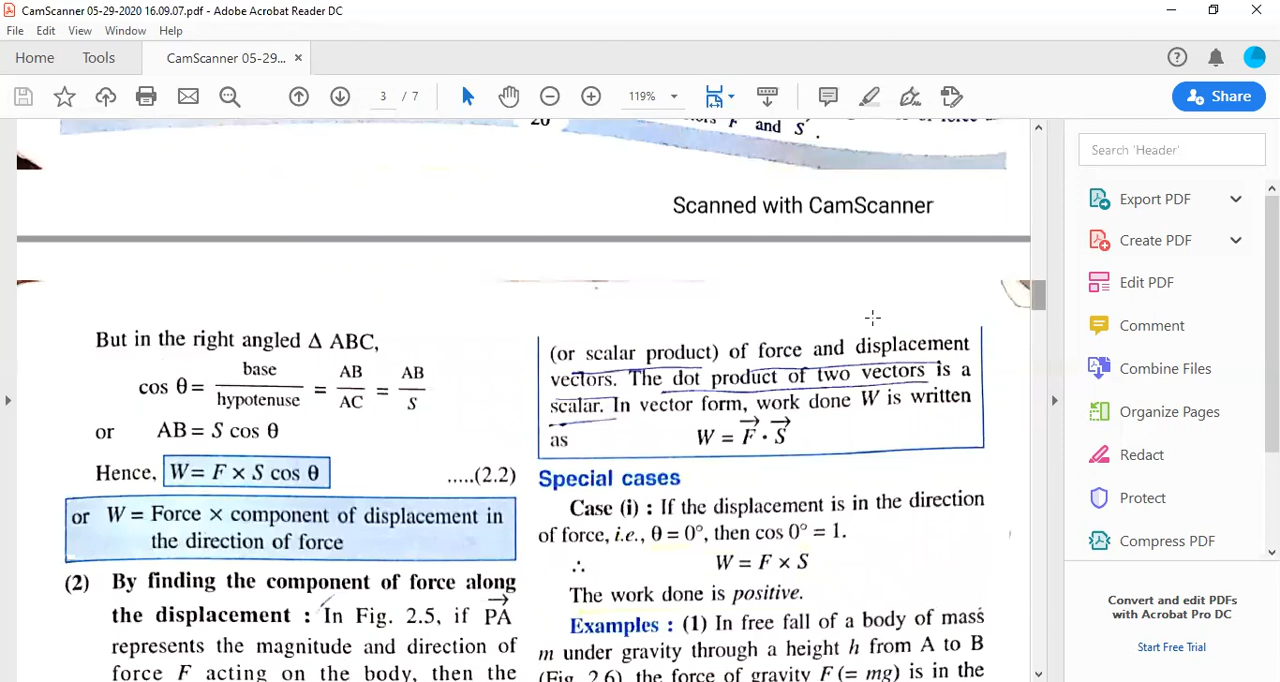 CamScanner 05-29-2020 16.09.07.pdf - Adobe Acrobat Reader DC
File Edit View Window Help
Home Tools CamScanner 05-29... ×
3 / 7 119% Share
20
F and S .
Scanned with CamScanner
But in the right angled Δ ABC,
cos θ = base / hypotenuse = AB / AC = AB / S
or AB = S cos θ
Hence, W = F × S cos θ .....(2.2)
or W = Force × component of displacement in
the direction of force
(2) By finding the component of force along
the displacement : In Fig. 2.5, if PA
represents the magnitude and direction of
force F acting on the body, then the
(or scalar product) of force and displacement
vectors. The dot product of two vectors is a
scalar. In vector form, work done W is written
as W = F · S
Special cases
Case (i) : If the displacement is in the direction
of force, i.e., θ = 0°, then cos 0° = 1.
∴ W = F × S
The work done is positive.
Examples : (1) In free fall of a body of mass
m under gravity through a height h from A to B
(Fig. 2.6), the force of gravity F (= mg) is in the
Search 'Header'
Export PDF
Create PDF
Edit PDF
Comment
Combine Files
Organize Pages
Redact
Protect
Compress PDF
Convert and edit PDFs
with Acrobat Pro DC
Start Free Trial